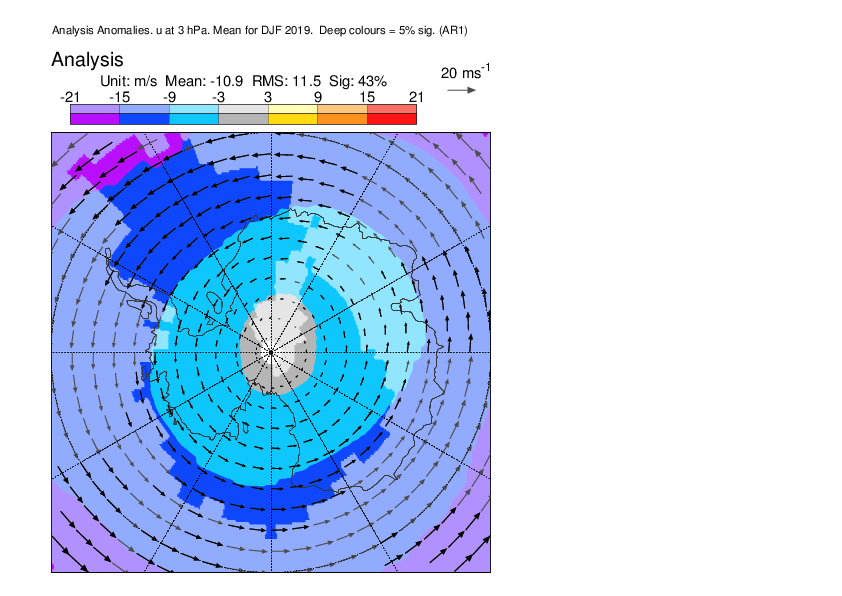 Analysis Anomalies. u at 3 hPa. Mean for DJF 2019.  Deep colours = 5% sig. (AR1)
Analysis
20 ms-1
Unit: m/s  Mean: -10.9  RMS: 11.5  Sig: 43%
-21 -15 -9 -3 3 9 15 21